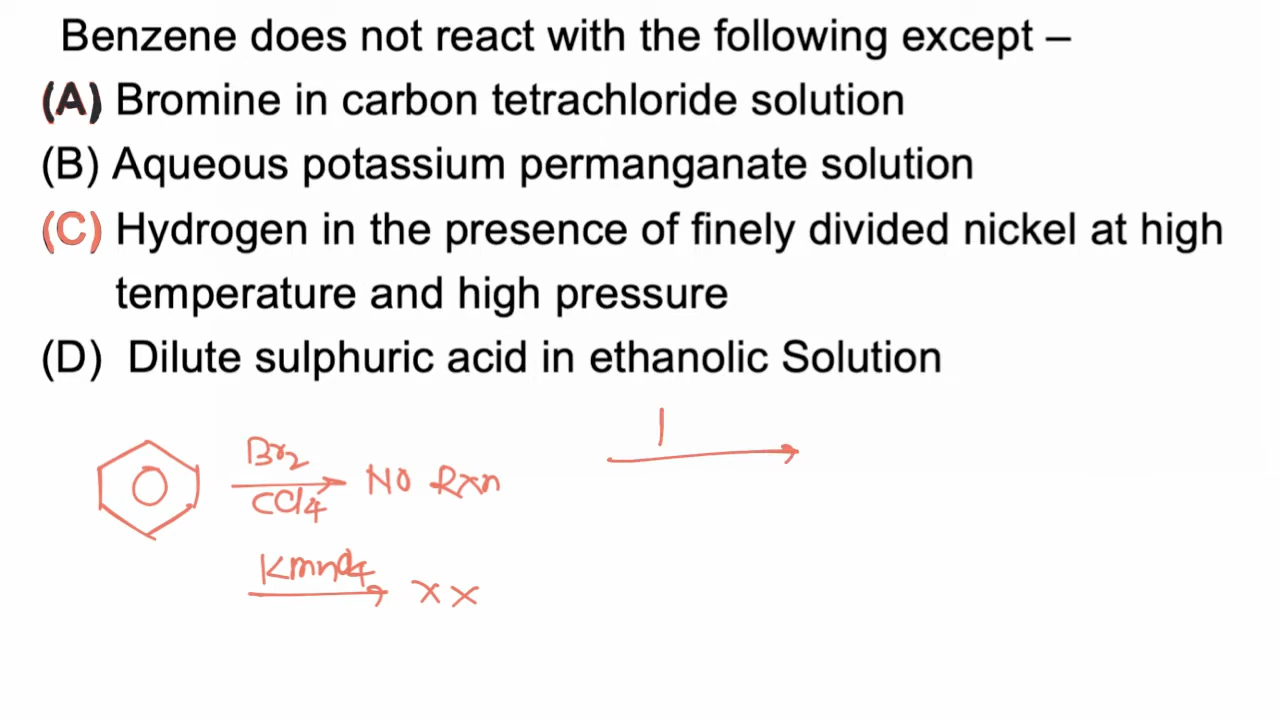 Benzene does not react with the following except –
(A) Bromine in carbon tetrachloride solution
(B) Aqueous potassium permanganate solution
(C) Hydrogen in the presence of finely divided nickel at high
temperature and high pressure
(D) Dilute sulphuric acid in ethanolic Solution
Br2
CCl4
No Rxn
KmnO4
x x